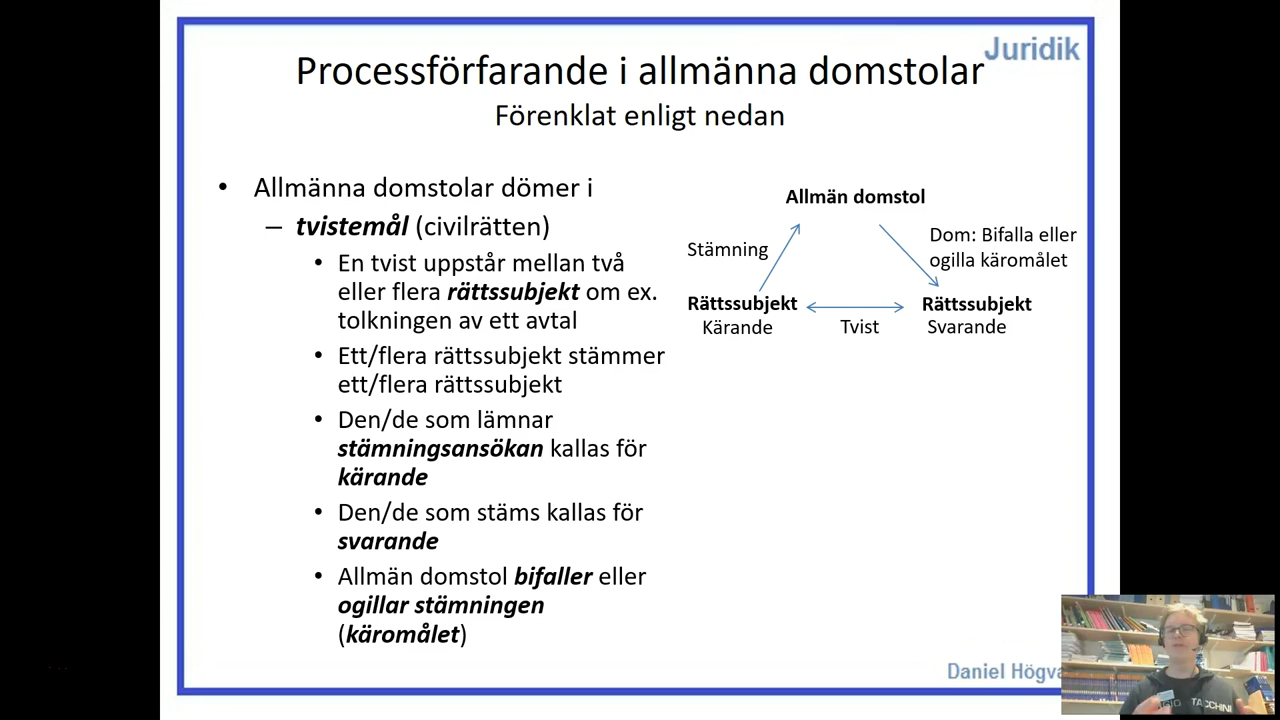 Juridik
Processförfarande i allmänna domstolar
Förenklat enligt nedan
• Allmänna domstolar dömer i
– tvistemål (civilrätten)
• En tvist uppstår mellan två
eller flera rättssubjekt om ex.
tolkningen av ett avtal
• Ett/flera rättssubjekt stämmer
ett/flera rättssubjekt
• Den/de som lämnar
stämningsansökan kallas för
kärande
• Den/de som stäms kallas för
svarande
• Allmän domstol bifaller eller
ogillar stämningen
(käromålet)
Allmän domstol
Stämning
Dom: Bifalla eller
ogilla käromålet
Rättssubjekt
Kärande
Tvist
Rättssubjekt
Svarande
Daniel
TACCHINI